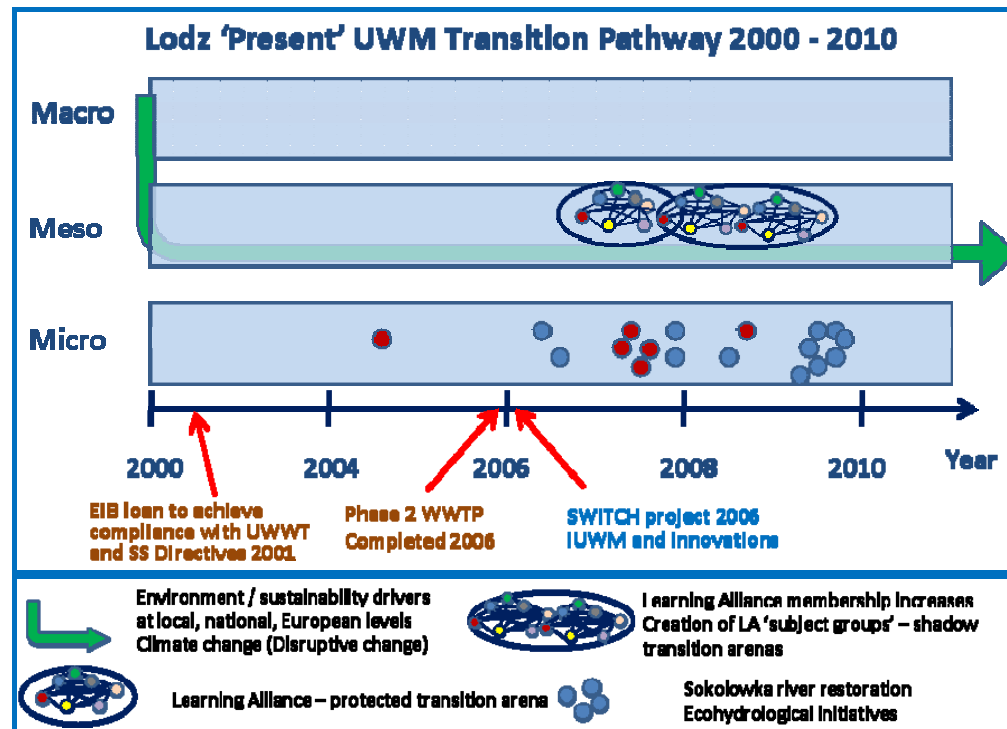 Lodz ‘Present’ UWM Transition Pathway 2000 - 2010
Macro
Meso
Micro
2000
2004
2006
2008
2010
Year
EIB loan to achieve
compliance with UWWT
and SS Directives 2001
Phase 2 WWTP
Completed 2006
SWITCH project 2006
IUWM and innovations
Environment / sustainability drivers
at local, national, European levels
Climate change (Disruptive change)
Learning Alliance membership increases
Creation of LA ‘subject groups’ – shadow
transition arenas
Learning Alliance – protected transition arena
Sokolowka river restoration
Ecohydrological initiatives